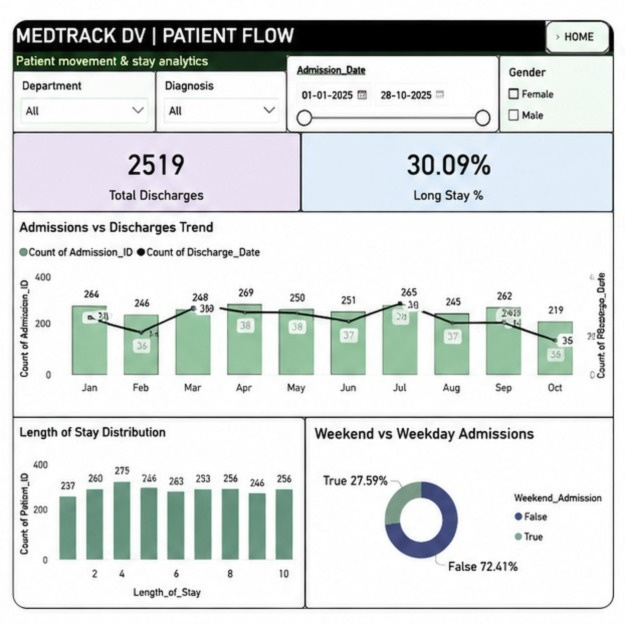 MEDTRACK DV | PATIENT FLOW
› HOME
Patient movement & stay analytics
Department
All
Diagnosis
All
Admission_Date
01-01-2025 28-10-2025
Gender
Female
Male
2519
Total Discharges
30.09%
Long Stay %
Admissions vs Discharges Trend
Count of Admission_ID Count of Discharge_Date
Count of Admission_ID
400
200
0
264 246 248 269 250 251 265 245 262 219
36 38 38 37 37 35
36
Jan Feb Mar Apr May Jun Jul Aug Sep Oct
Length of Stay Distribution
Count of Patient_ID
400
200
0
237 260 275 246 263 233 256 246 256
2 4 6 8 10
Length_of_Stay
Weekend vs Weekday Admissions
True 27.59%
False 72.41%
Weekend_Admission
False
True